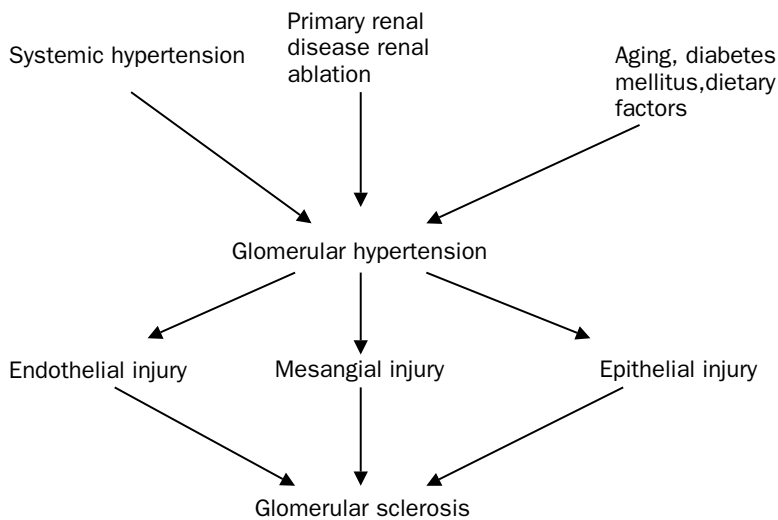 Systemic hypertension
Primary renal
disease renal
ablation
Aging, diabetes
mellitus,dietary
factors
Glomerular hypertension
Endothelial injury
Mesangial injury
Epithelial injury
Glomerular sclerosis